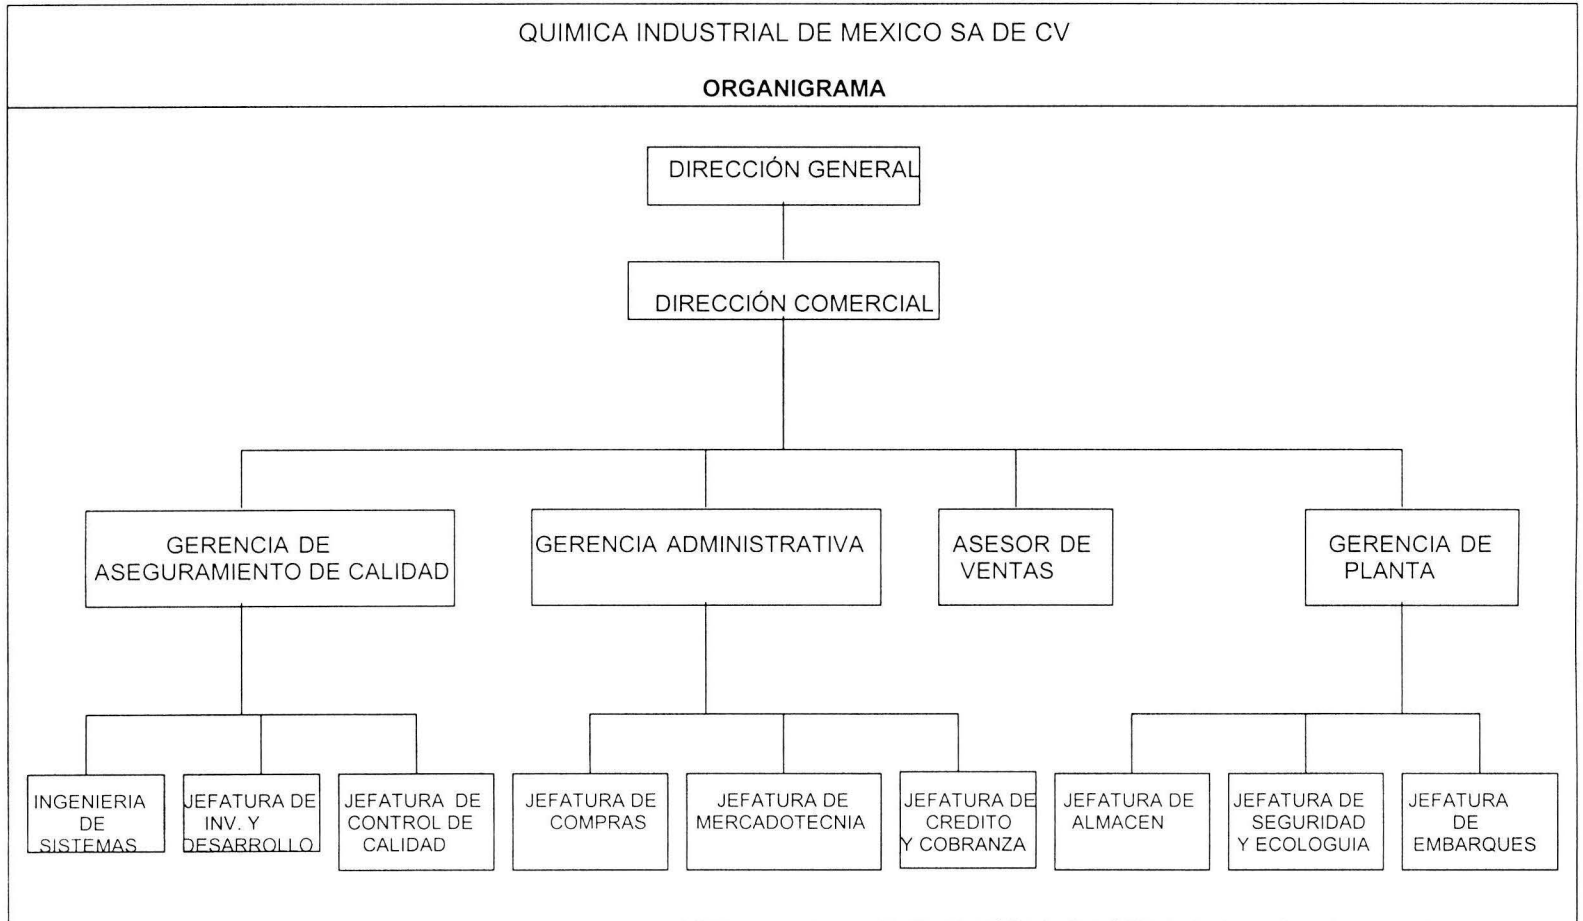 QUIMICA INDUSTRIAL DE MEXICO SA DE CV
ORGANIGRAMA
DIRECCIÓN GENERAL
DIRECCIÓN COMERCIAL
GERENCIA DE
ASEGURAMIENTO DE CALIDAD
GERENCIA ADMINISTRATIVA
ASESOR DE
VENTAS
GERENCIA DE
PLANTA
INGENIERIA
DE
SISTEMAS
JEFATURA DE
INV. Y
DESARROLLO
JEFATURA DE
CONTROL DE
CALIDAD
JEFATURA DE
COMPRAS
JEFATURA DE
MERCADOTECNIA
JEFATURA DE
CREDITO
Y COBRANZA
JEFATURA DE
ALMACEN
JEFATURA DE
SEGURIDAD
Y ECOLOGUIA
JEFATURA
DE
EMBARQUES